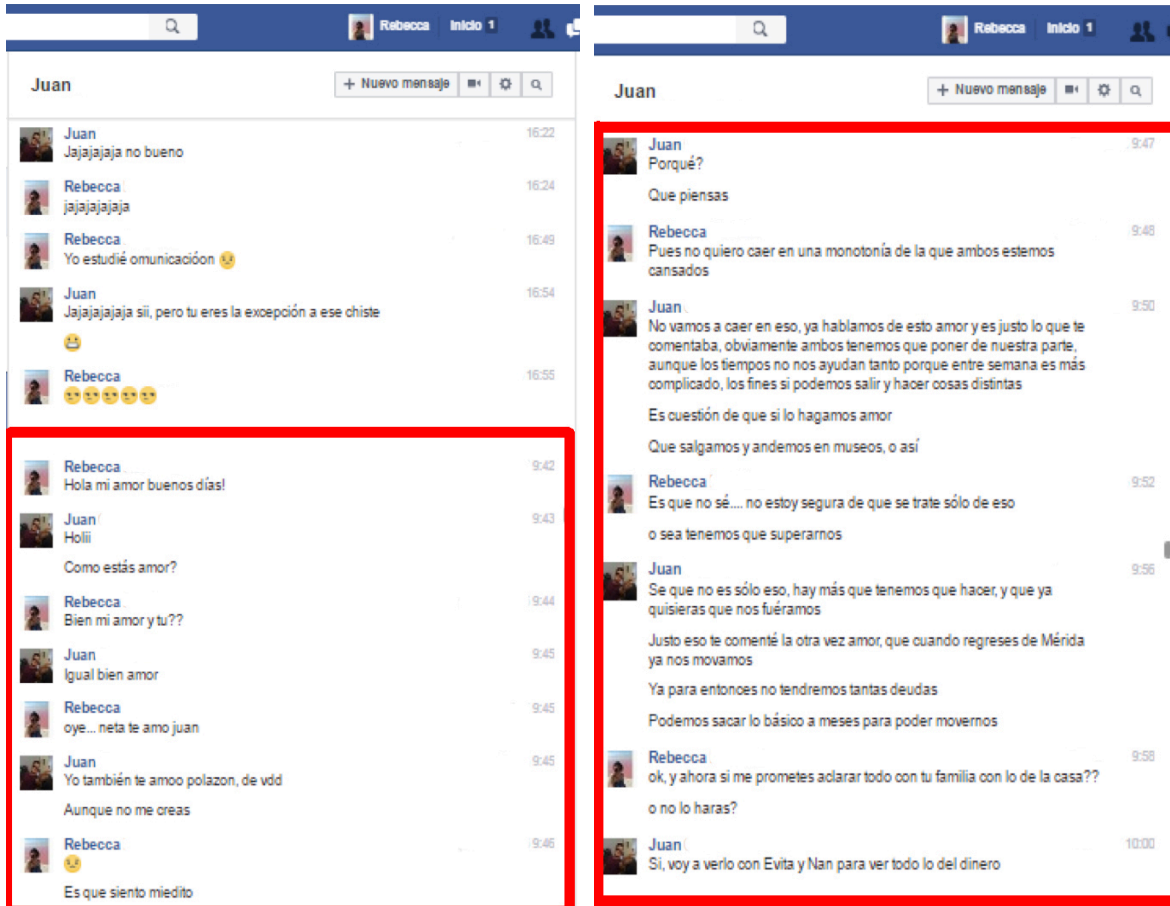 Rebecca Inicio 1
Juan
+ Nuevo mensaje
Juan 16:22
Jajajajaja no bueno
Rebecca 16:24
jajajajajaja
Rebecca 16:49
Yo estudié omunicacióon 😣
Juan 16:54
Jajajajajaja sii, pero tu eres la excepción a ese chiste
😬
Rebecca 16:55
😒😒😒😒😒
Rebecca 9:42
Hola mi amor buenos días!
Juan 9:43
Holii
Como estás amor?
Rebecca 9:44
Bien mi amor y tu??
Juan 9:45
Igual bien amor
Rebecca 9:45
oye... neta te amo juan
Juan 9:45
Yo también te amoo polazon, de vdd
Aunque no me creas
Rebecca 9:46
😣
Es que siento miedito
Rebecca Inicio 1
Juan
+ Nuevo mensaje
Juan 9:47
Porqué?
Que piensas
Rebecca 9:48
Pues no quiero caer en una monotonía de la que ambos estemos
cansados
Juan 9:50
No vamos a caer en eso, ya hablamos de esto amor y es justo lo que te
comentaba, obviamente ambos tenemos que poner de nuestra parte,
aunque los tiempos no nos ayudan tanto porque entre semana es más
complicado, los fines si podemos salir y hacer cosas distintas
Es cuestión de que si lo hagamos amor
Que salgamos y andemos en museos, o así
Rebecca 9:52
Es que no sé.... no estoy segura de que se trate sólo de eso
o sea tenemos que superarnos
Juan 9:56
Se que no es sólo eso, hay más que tenemos que hacer, y que ya
quisieras que nos fuéramos
Justo eso te comenté la otra vez amor, que cuando regreses de Mérida
ya nos movamos
Ya para entonces no tendremos tantas deudas
Podemos sacar lo básico a meses para poder movernos
Rebecca 9:58
ok, y ahora si me prometes aclarar todo con tu familia con lo de la casa??
o no lo haras?
Juan 10:00
Si, voy a verlo con Evita y Nan para ver todo lo del dinero